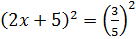 (2x + 5)² = (3/5)²